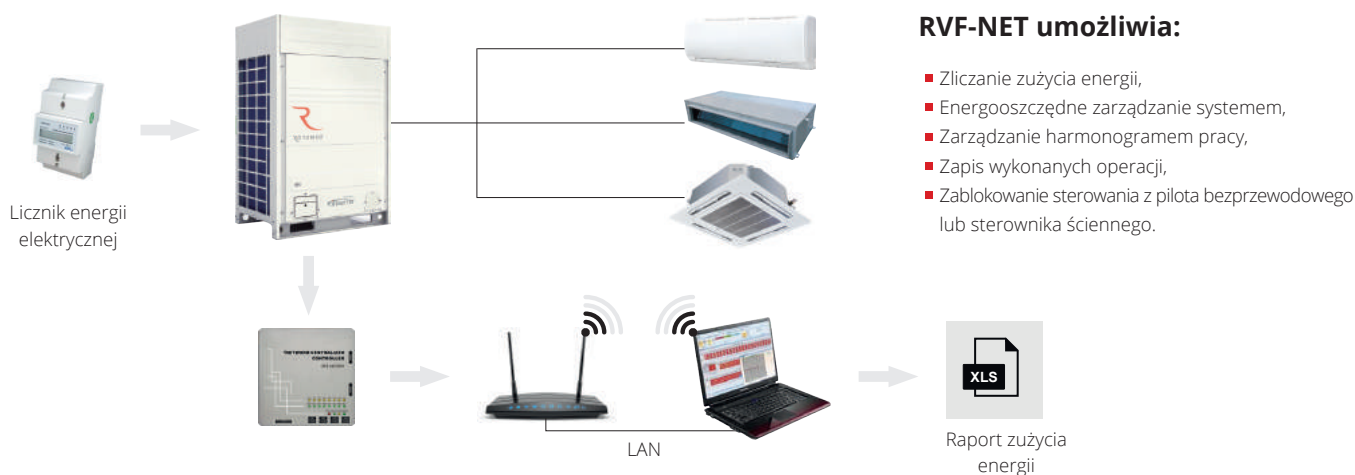 RVF-NET umożliwia:
Zliczanie zużycia energii,
Energooszczędne zarządzanie systemem,
Zarządzanie harmonogramem pracy,
Zapis wykonanych operacji,
Zablokowanie sterowania z pilota bezprzewodowego
lub sterownika ściennego.
Licznik energii
elektrycznej
CONTROLLER
LAN
XLS
Raport zużycia
energii